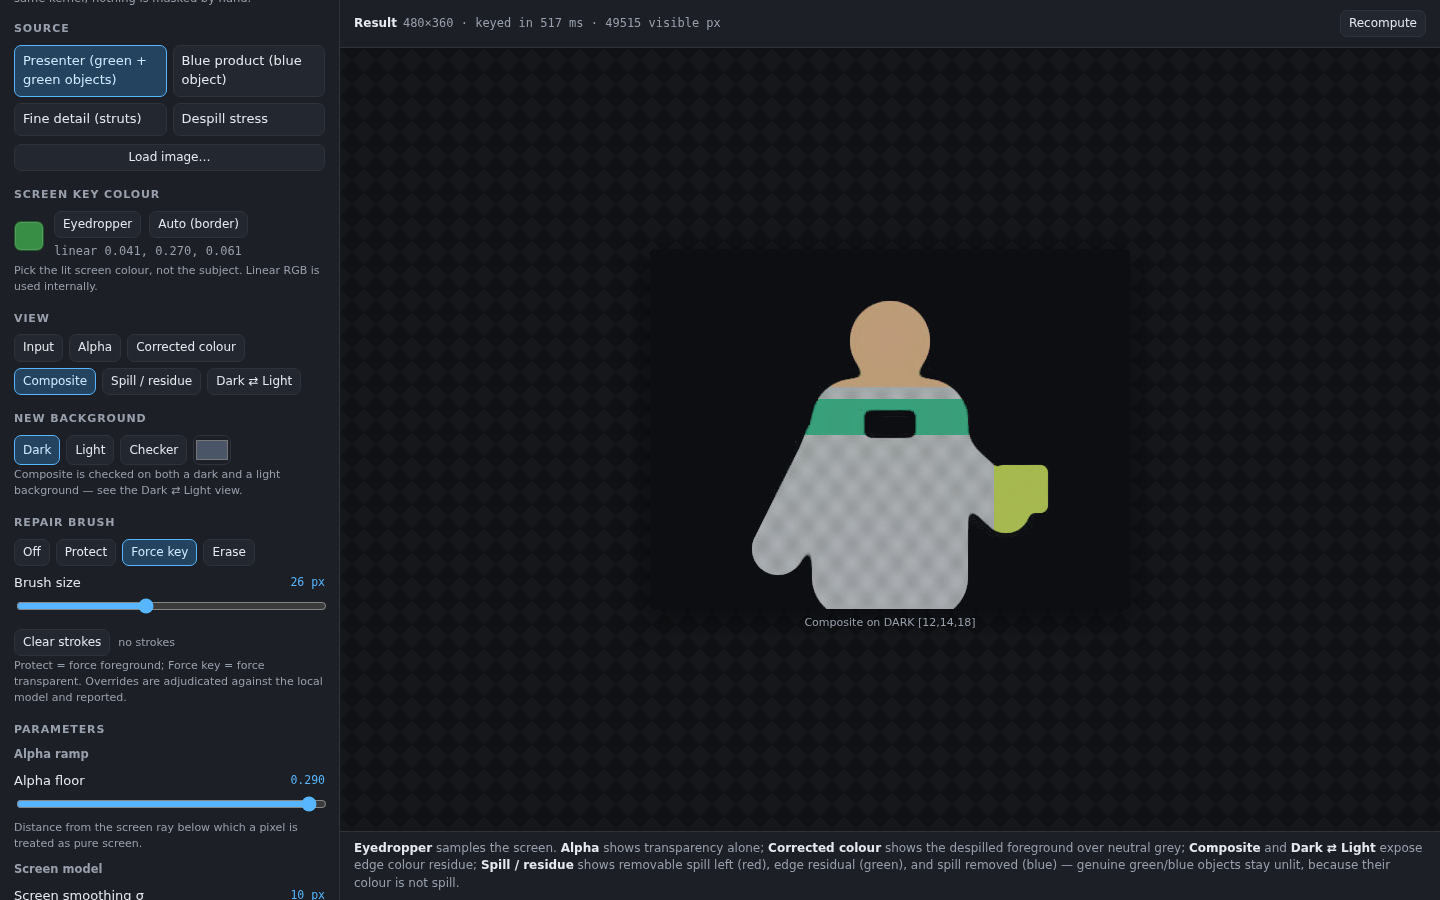 SOURCE
Presenter (green +
green objects)
Blue product (blue
object)
Fine detail (struts)
Despill stress
Load image...
SCREEN KEY COLOUR
Eyedropper
Auto (border)
linear 0.041, 0.270, 0.061
Pick the lit screen colour, not the subject. Linear RGB is
used internally.
VIEW
Input
Alpha
Corrected colour
Composite
Spill / residue
Dark ⇄ Light
NEW BACKGROUND
Dark
Light
Checker
Composite is checked on both a dark and a light
background — see the Dark ⇄ Light view.
REPAIR BRUSH
Off
Protect
Force key
Erase
Brush size 26 px
Clear strokes
no strokes
Protect = force foreground; Force key = force
transparent. Overrides are adjudicated against the local
model and reported.
PARAMETERS
Alpha ramp
Alpha floor 0.290
Distance from the screen ray below which a pixel is
treated as pure screen.
Screen model
Screen smoothing σ 10 px
Result 480×360 · keyed in 517 ms · 49515 visible px
Recompute
Composite on DARK [12,14,18]
Eyedropper samples the screen. Alpha shows transparency alone; Corrected colour shows the despilled foreground over neutral grey; Composite and Dark ⇄ Light expose
edge colour residue; Spill / residue shows removable spill left (red), edge residual (green), and spill removed (blue) — genuine green/blue objects stay unlit, because their
colour is not spill.